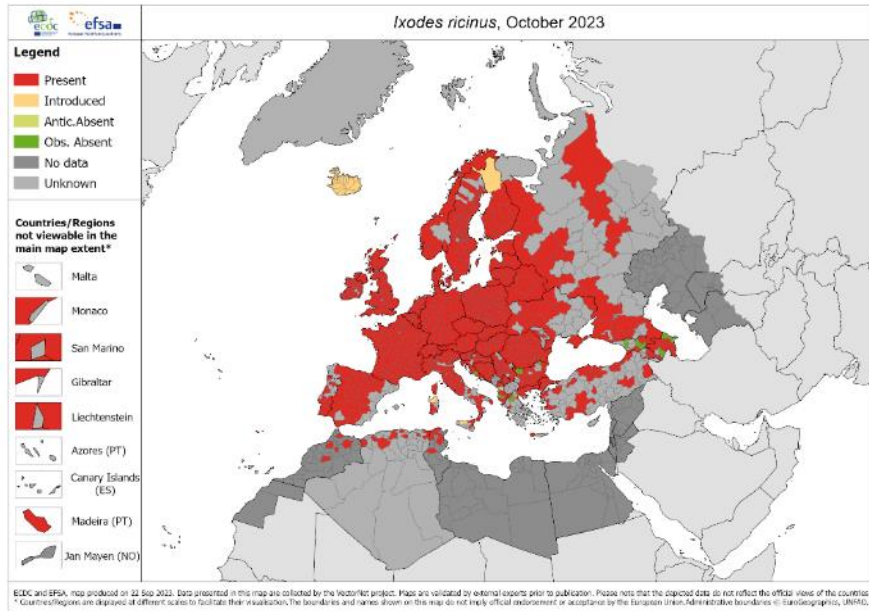 ecdc efsa
Ixodes ricinus, October 2023
Legend
Present
Introduced
Antic.Absent
Obs. Absent
No data
Unknown
Countries/Regions
not viewable in the
main map extent*
Malta
Monaco
San Marino
Gibraltar
Liechtenstein
Azores (PT)
Canary Islands
(ES)
Madeira (PT)
Jan Mayen (NO)
ECDC and EFSA, map produced on 22 Sep 2023. Data presented in this map are collected by the VectorNet project. Maps are validated by external experts prior to publication. Please note that the depicted data do not reflect the official views of the countries.
* Countries/Regions are displayed at different scales to facilitate their visualisation. The boundaries and names shown on this map do not imply official endorsement or acceptance by the European Union. Administrative boundaries © EuroGeographics, UNFAO.